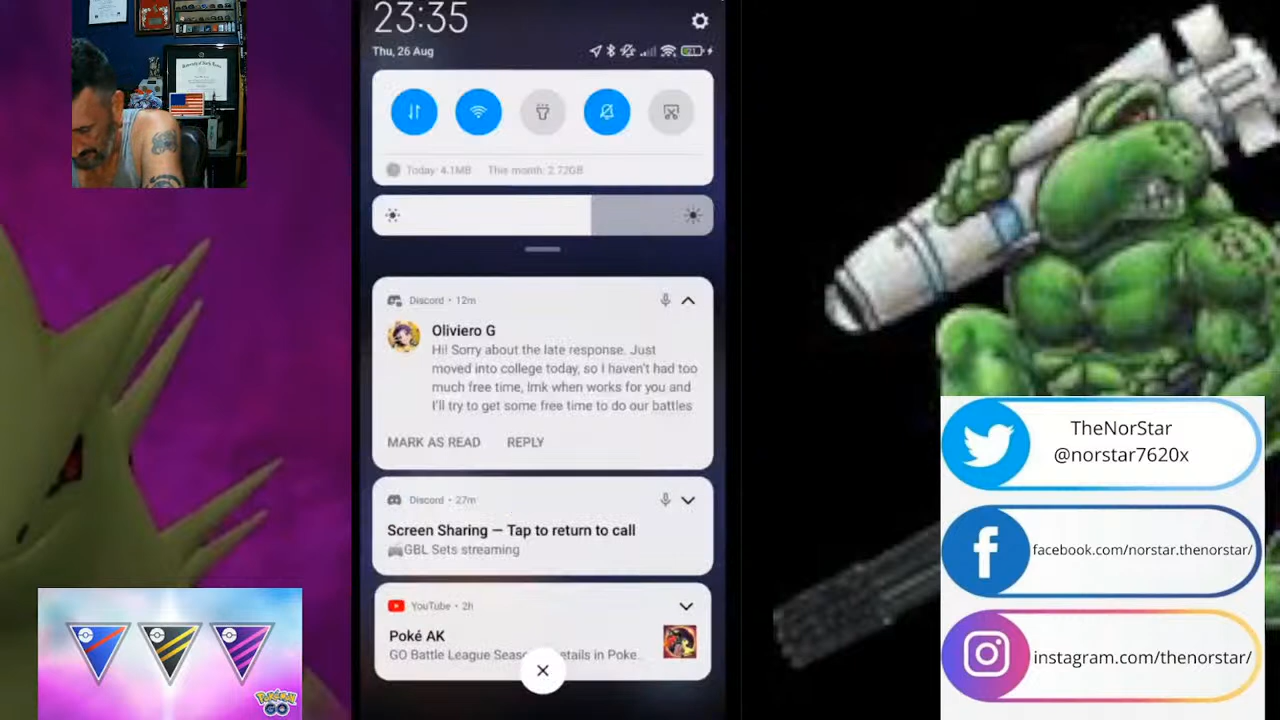 23:35
Thu, 26 Aug
Today: 4.1MB This month: 2.72GB
Discord • 12m
Oliviero G
Hi! Sorry about the late response. Just
moved into college today, so I haven't had too
much free time, lmk when works for you and
I'll try to get some free time to do our battles
MARK AS READ REPLY
Discord • 27m
Screen Sharing — Tap to return to call
GBL Sets streaming
YouTube • 2h
Poké AK
GO Battle League Seas
etails in Poke..
TheNorStar
@norstar7620x
facebook.com/norstar.thenorstar/
instagram.com/thenorstar/
Pokémon
GO